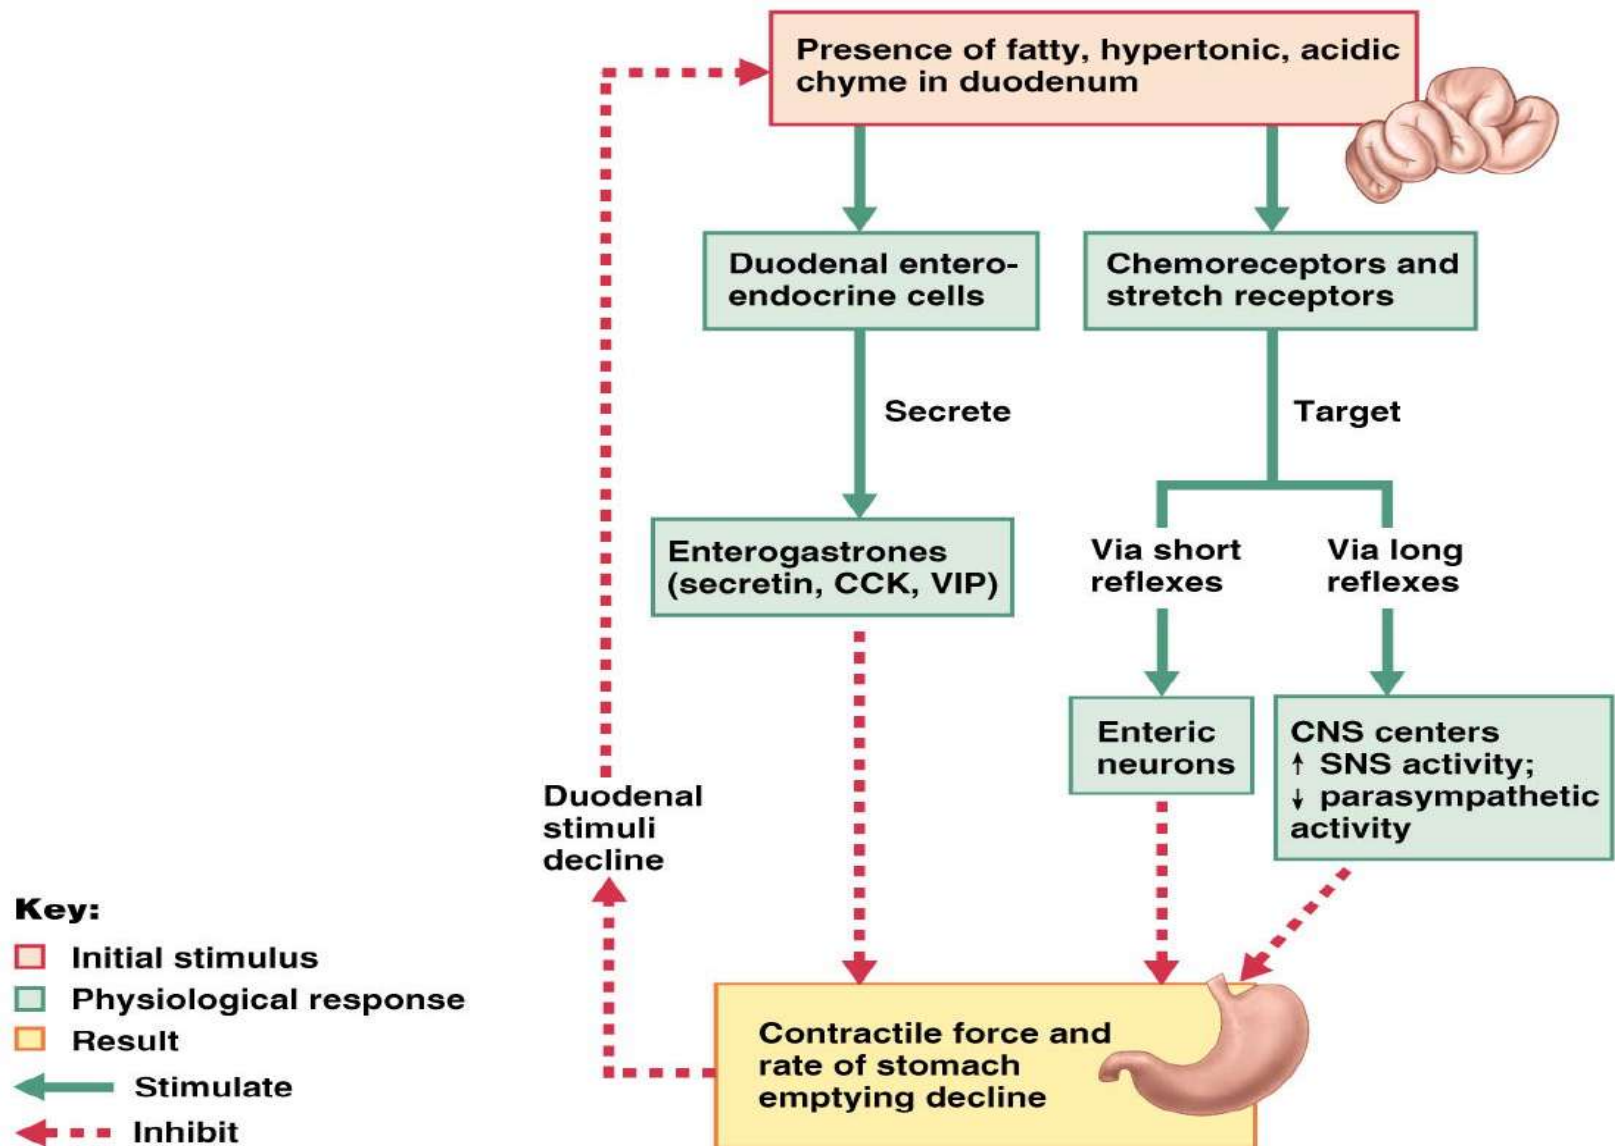 Presence of fatty, hypertonic, acidic
chyme in duodenum
Duodenal entero-
endocrine cells
Chemoreceptors and
stretch receptors
Secrete
Target
Enterogastrones
(secretin, CCK, VIP)
Via short
reflexes
Via long
reflexes
Enteric
neurons
CNS centers
↑ SNS activity;
↓ parasympathetic
activity
Duodenal
stimuli
decline
Contractile force and
rate of stomach
emptying decline
Key:
Initial stimulus
Physiological response
Result
Stimulate
Inhibit